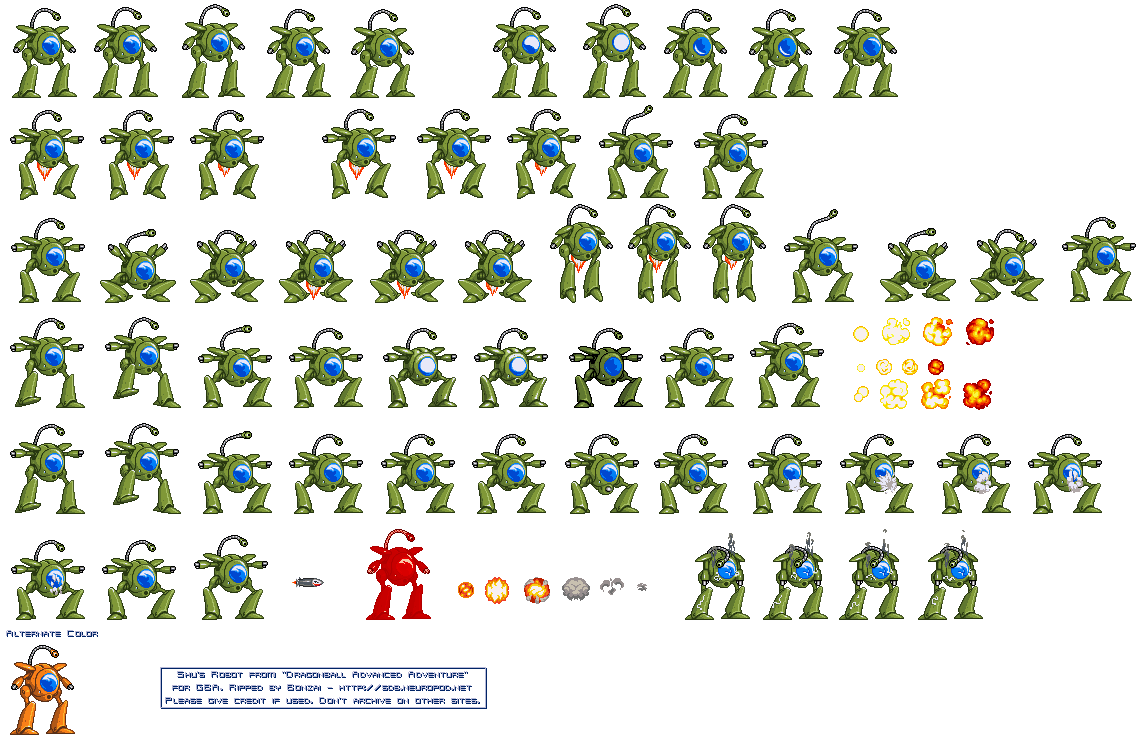 Alternate Color
Shu's Robot from "Dragonball Advanced Adventure"
for GBA. Ripped by Bonzai - http://sdb.neuropod.net
Please give credit if used. Don't archive on other sites.